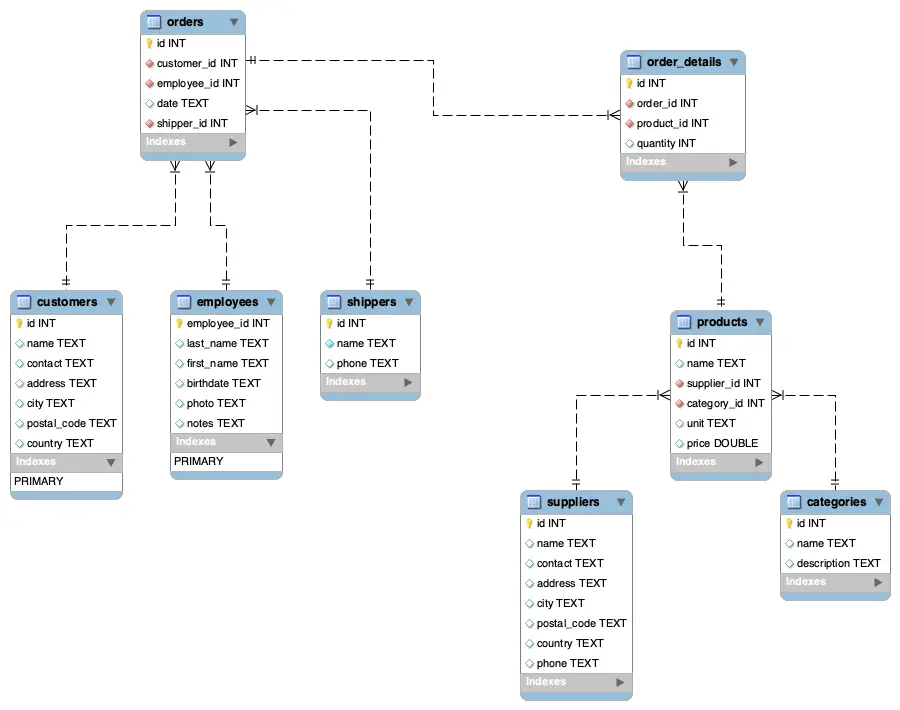 orders
id INT
customer_id INT
employee_id INT
date TEXT
shipper_id INT
Indexes
order_details
id INT
order_id INT
product_id INT
quantity INT
Indexes
customers
id INT
name TEXT
contact TEXT
address TEXT
city TEXT
postal_code TEXT
country TEXT
Indexes
PRIMARY
employees
employee_id INT
last_name TEXT
first_name TEXT
birthdate TEXT
photo TEXT
notes TEXT
Indexes
PRIMARY
shippers
id INT
name TEXT
phone TEXT
Indexes
products
id INT
name TEXT
supplier_id INT
category_id INT
unit TEXT
price DOUBLE
Indexes
suppliers
id INT
name TEXT
contact TEXT
address TEXT
city TEXT
postal_code TEXT
country TEXT
phone TEXT
Indexes
categories
id INT
name TEXT
description TEXT
Indexes